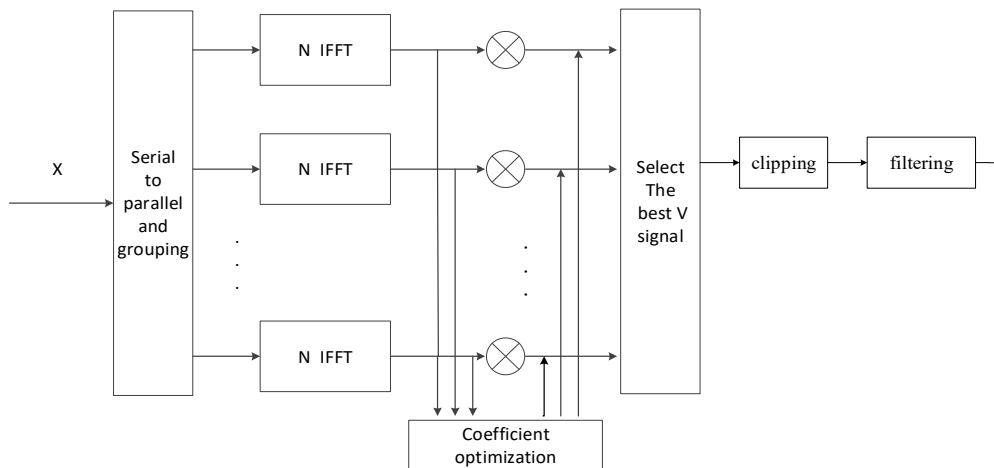 X
Serial
to
parallel
and
grouping
N IFFT
N IFFT
N IFFT
Select
The
best V
signal
clipping
filtering
Coefficient
optimization